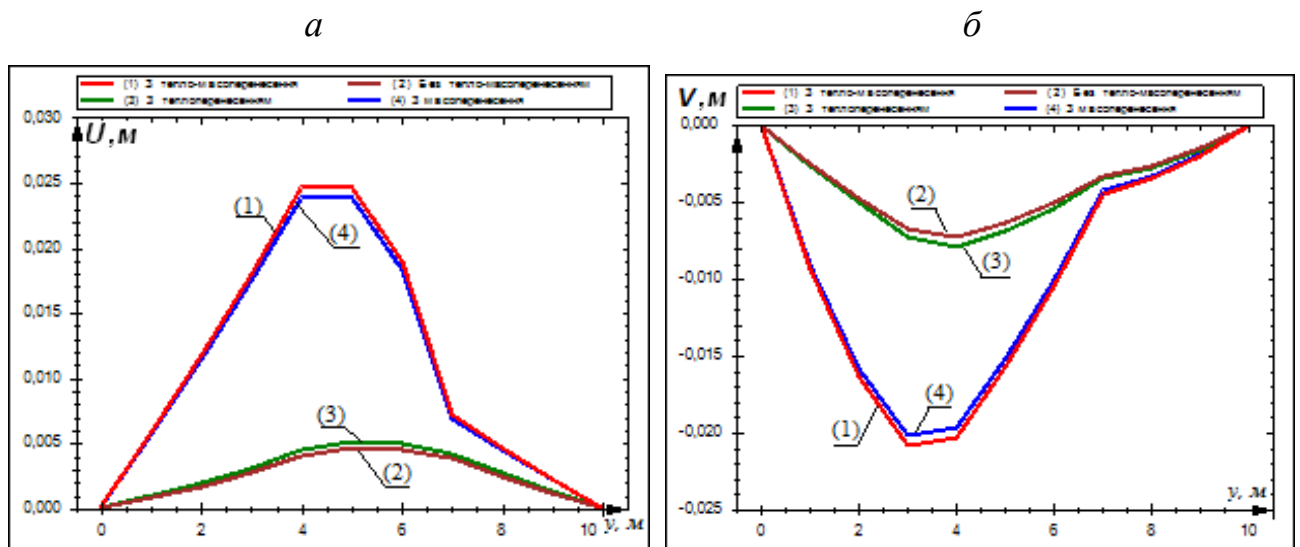 а
б
(1) З тепло-масоперенесення
(2) Без тепло-масоперенесенням
(3) З теплоперенесенням
(4) З масоперенесення
U, м
0,030
0,025
0,020
0,015
0,010
0,005
0,000
(1)
(4)
(3)
(2)
0
2
4
6
8
10
y, м
(1) З тепло-масоперенесення
(2) Без тепло-масоперенесенням
(3) З теплоперенесенням
(4) З масоперенесення
V, м
0,000
-0,005
-0,010
-0,015
-0,020
-0,025
(2)
(3)
(4)
(1)
y, м
0
2
4
6
8
10